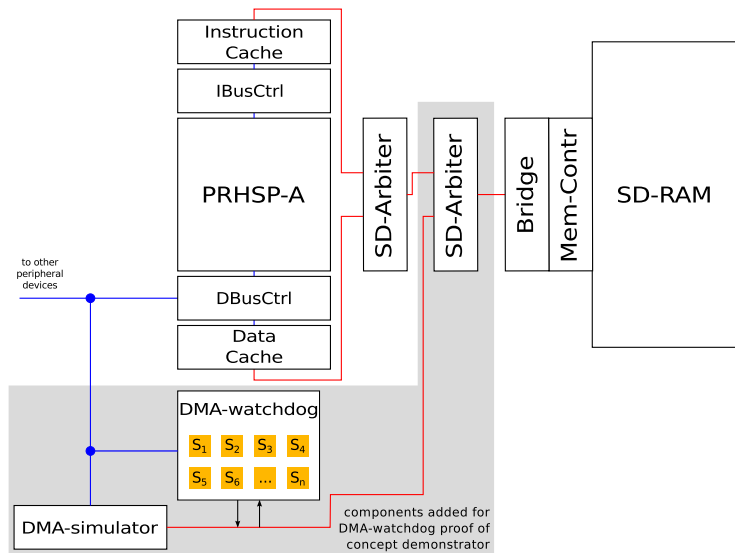 Instruction
Cache
IBusCtrl
PRHSP-A
SD-Arbiter
SD-Arbiter
Bridge
Mem-Contr
SD-RAM
to other
peripheral
devices
DBusCtrl
Data
Cache
DMA-watchdog
S1 S2 S3 S4
S5 S6 ... Sn
DMA-simulator
components added for
DMA-watchdog proof of
concept demonstrator